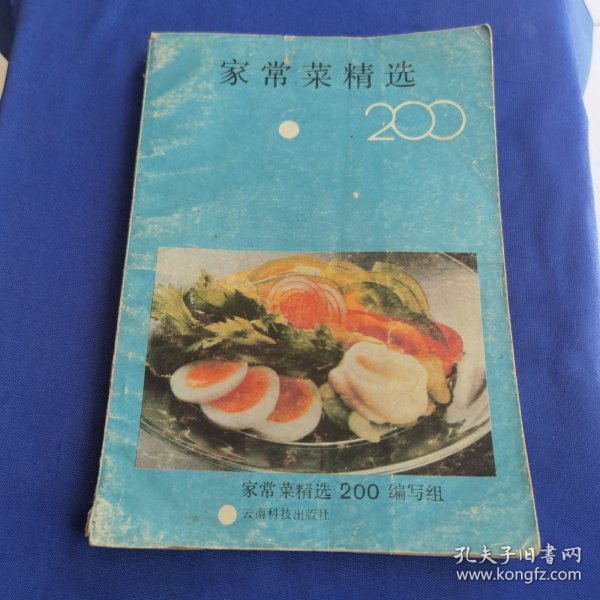 家常菜精选
200
家常菜精选 200 编写组
云南科技出版社
孔夫子旧书网
www.kongfz.com